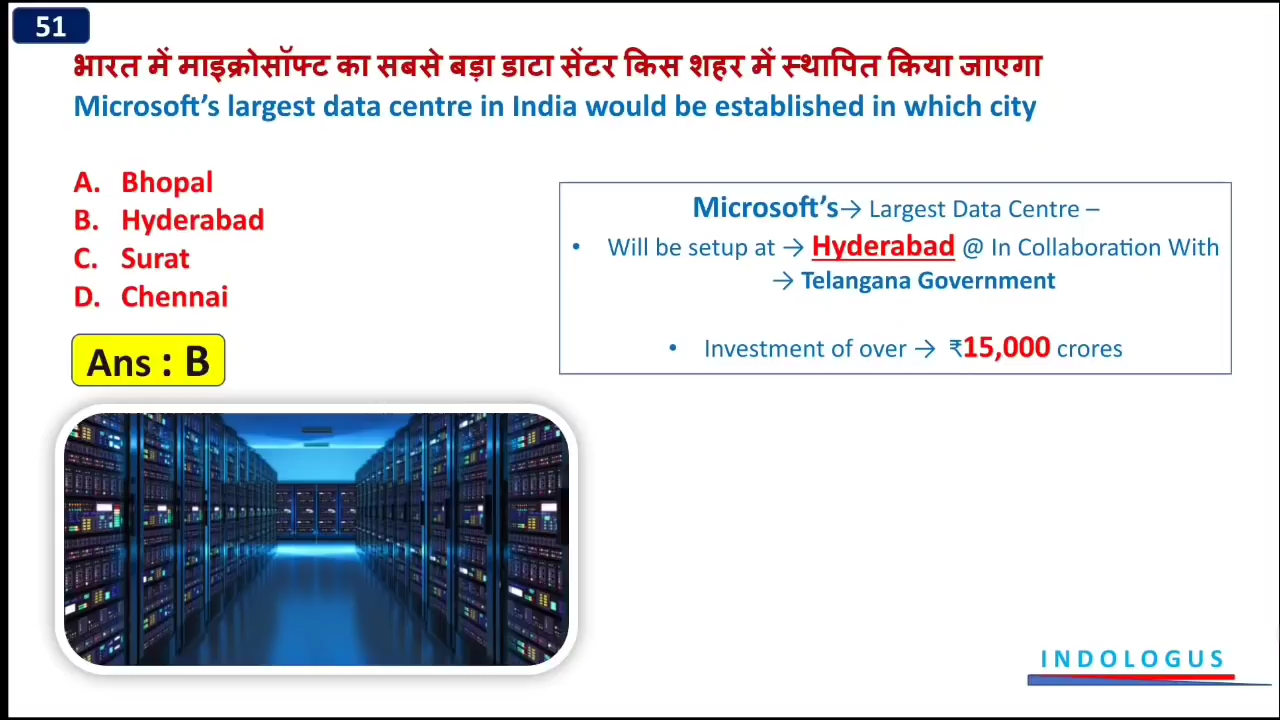 51
भारत में माइक्रोसॉफ्ट का सबसे बड़ा डाटा सेंटर किस शहर में स्थापित किया जाएगा
Microsoft’s largest data centre in India would be established in which city
A. Bhopal
B. Hyderabad
C. Surat
D. Chennai
Ans : B
Microsoft’s→ Largest Data Centre –
• Will be setup at → Hyderabad @ In Collaboration With
→ Telangana Government
• Investment of over → ₹15,000 crores
INDOLOGUS